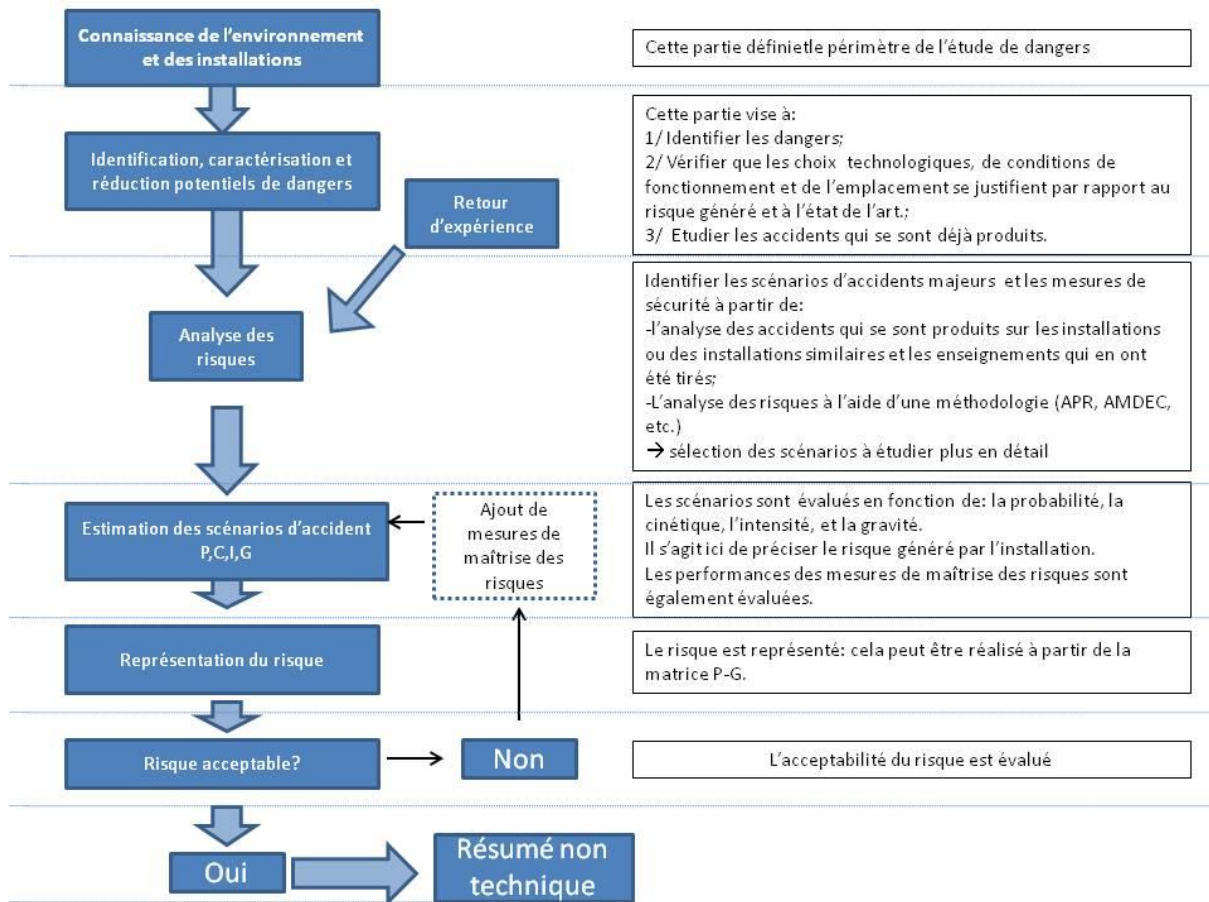 Connaissance de l'environnement
et des installations
Cette partie définietle périmètre de l'étude de dangers
Identification, caractérisation et
réduction potentiels de dangers
Retour
d'expérience
Cette partie vise à:
1/ Identifier les dangers;
2/ Vérifier que les choix technologiques, de conditions de
fonctionnement et de l'emplacement se justifient par rapport au
risque généré et à l'état de l'art.;
3/ Etudier les accidents qui se sont déjà produits.
Analyse des
risques
Identifier les scénarios d'accidents majeurs et les mesures de
sécurité à partir de:
-l'analyse des accidents qui se sont produits sur les installations
ou des installations similaires et les enseignements qui en ont
été tirés;
-L'analyse des risques à l'aide d'une méthodologie (APR, AMDEC,
etc.)
→ sélection des scénarios à étudier plus en détail
Estimation des scénarios d'accident
P,C,I,G
Ajout de
mesures de
maîtrise des
risques
Les scénarios sont évalués en fonction de: la probabilité, la
cinétique, l'intensité, et la gravité.
Il s'agit ici de préciser le risque généré par l'installation.
Les performances des mesures de maîtrise des risques sont
également évaluées.
Représentation du risque
Le risque est représenté: cela peut être réalisé à partir de la
matrice P-G.
Risque acceptable?
Non
L'acceptabilité du risque est évalué
Oui
Résumé non
technique